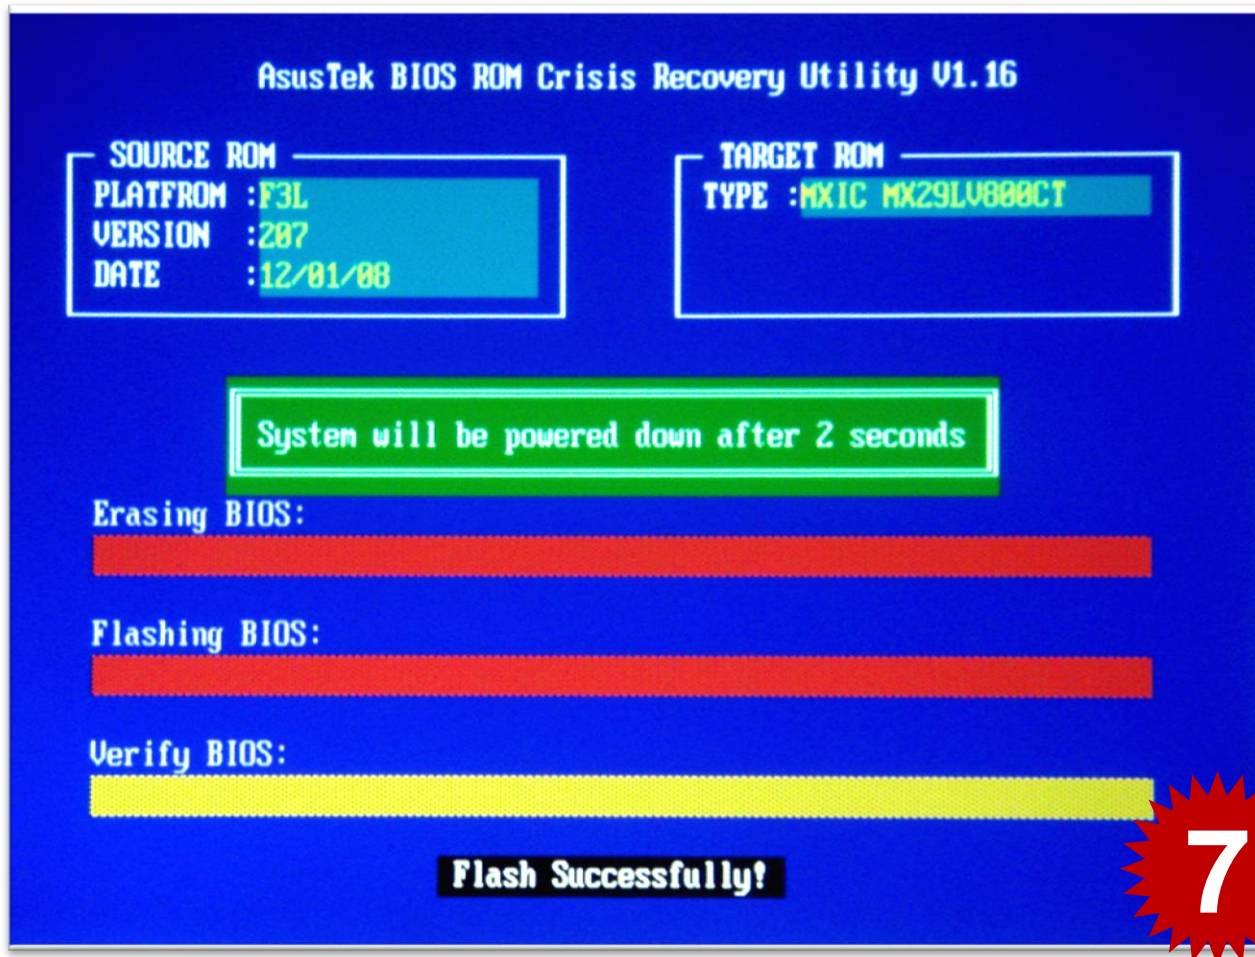 AsusTek BIOS ROM Crisis Recovery Utility V1.16
SOURCE ROM
PLATFROM :F3L
VERSION :207
DATE :12/01/08
TARGET ROM
TYPE :MXIC MX29LV800CT
System will be powered down after 2 seconds
Erasing BIOS:
Flashing BIOS:
Verify BIOS:
Flash Successfully!
7